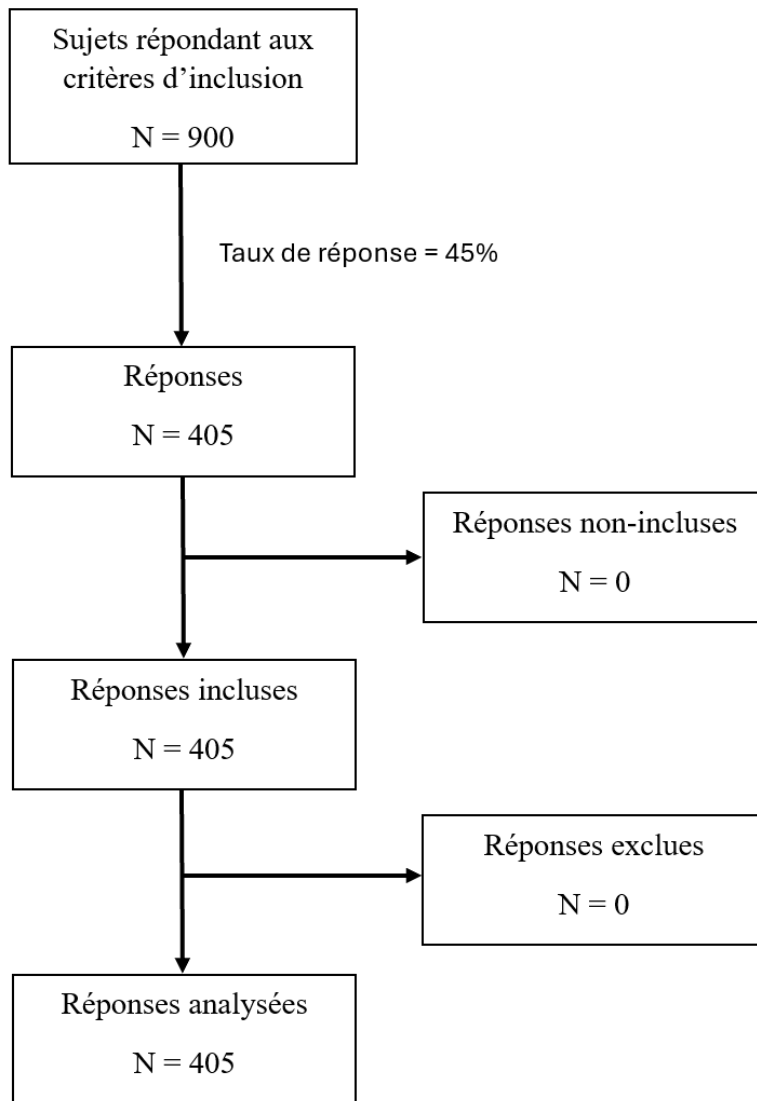 Sujets répondant aux
critères d’inclusion
N = 900
Taux de réponse = 45%
Réponses
N = 405
Réponses non-incluses
N = 0
Réponses incluses
N = 405
Réponses exclues
N = 0
Réponses analysées
N = 405